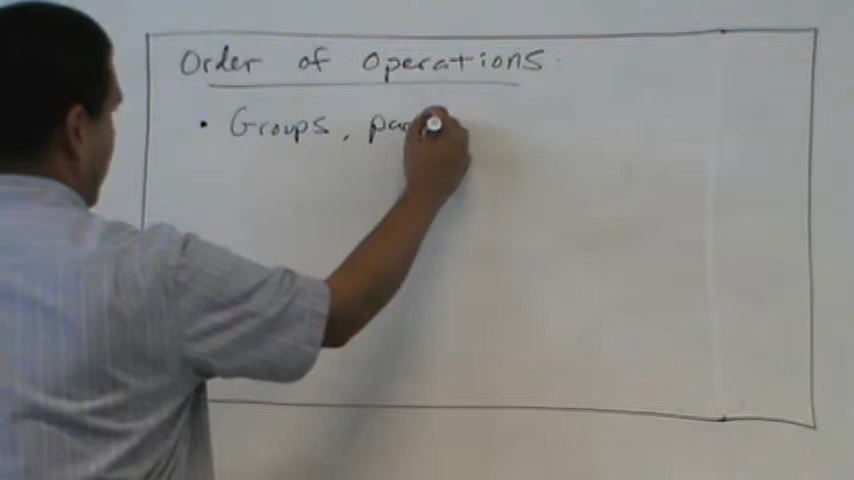 Order of Operations
• Groups, par